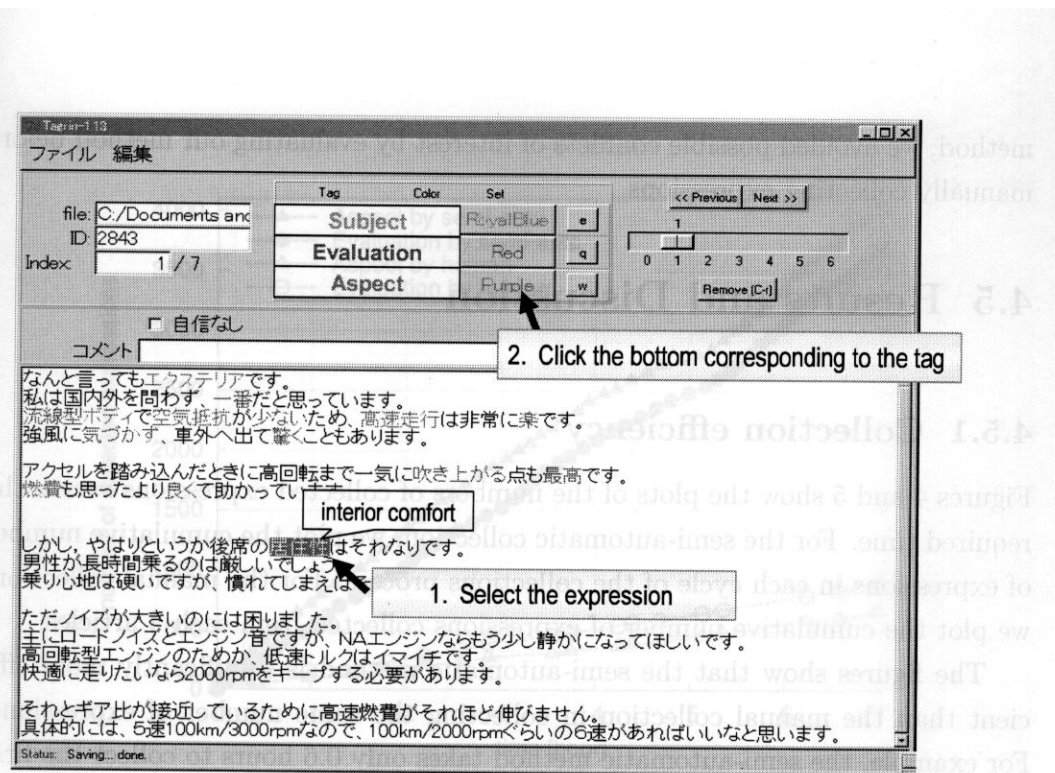 Tagrin-113
ファイル 編集
Tag Color Set
file: C:/Documents and
Subject RoyalBlue e
<< Previous Next >>
ID: 2843
Evaluation Red q
1
Index: 1 / 7
0 1 2 3 4 5 6
Aspect Purple w
Remove (C-r)
自信なし
コメント
2. Click the bottom corresponding to the tag
なんと言ってもエクステリアです。
私は国内外を問わず、一番だと思っています。
流線型ボディで空気抵抗が少ないため、高速走行は非常に楽です。
強風に気づかず、車外へ出て驚くこともあります。
アクセルを踏み込んだときに高回転まで一気に吹き上がる点も最高です。
燃費も思ったより良くて助かっています
interior comfort
しかし、やはりというか後席の はそれなりです。
男性が長時間乗るのは厳しいでしょう
乗り心地は硬いですが、慣れてしまえば
1. Select the expression
ただ、ノイズが大きいのには困りました。
主にロードノイズとエンジン音ですが、NAエンジンならもう少し静かになってほしいです。
高回転型エンジンのためか、低速トルクはイマイチです。
快適に走りたいなら2000rpmをキープする必要があります。
それとギア比が接近しているために高速燃費がそれほど伸びません。
具体的には、5速100km/3000rpmなので、100km/2000rpmぐらいの6速があればいいなと思います。
Status: Saving... done.